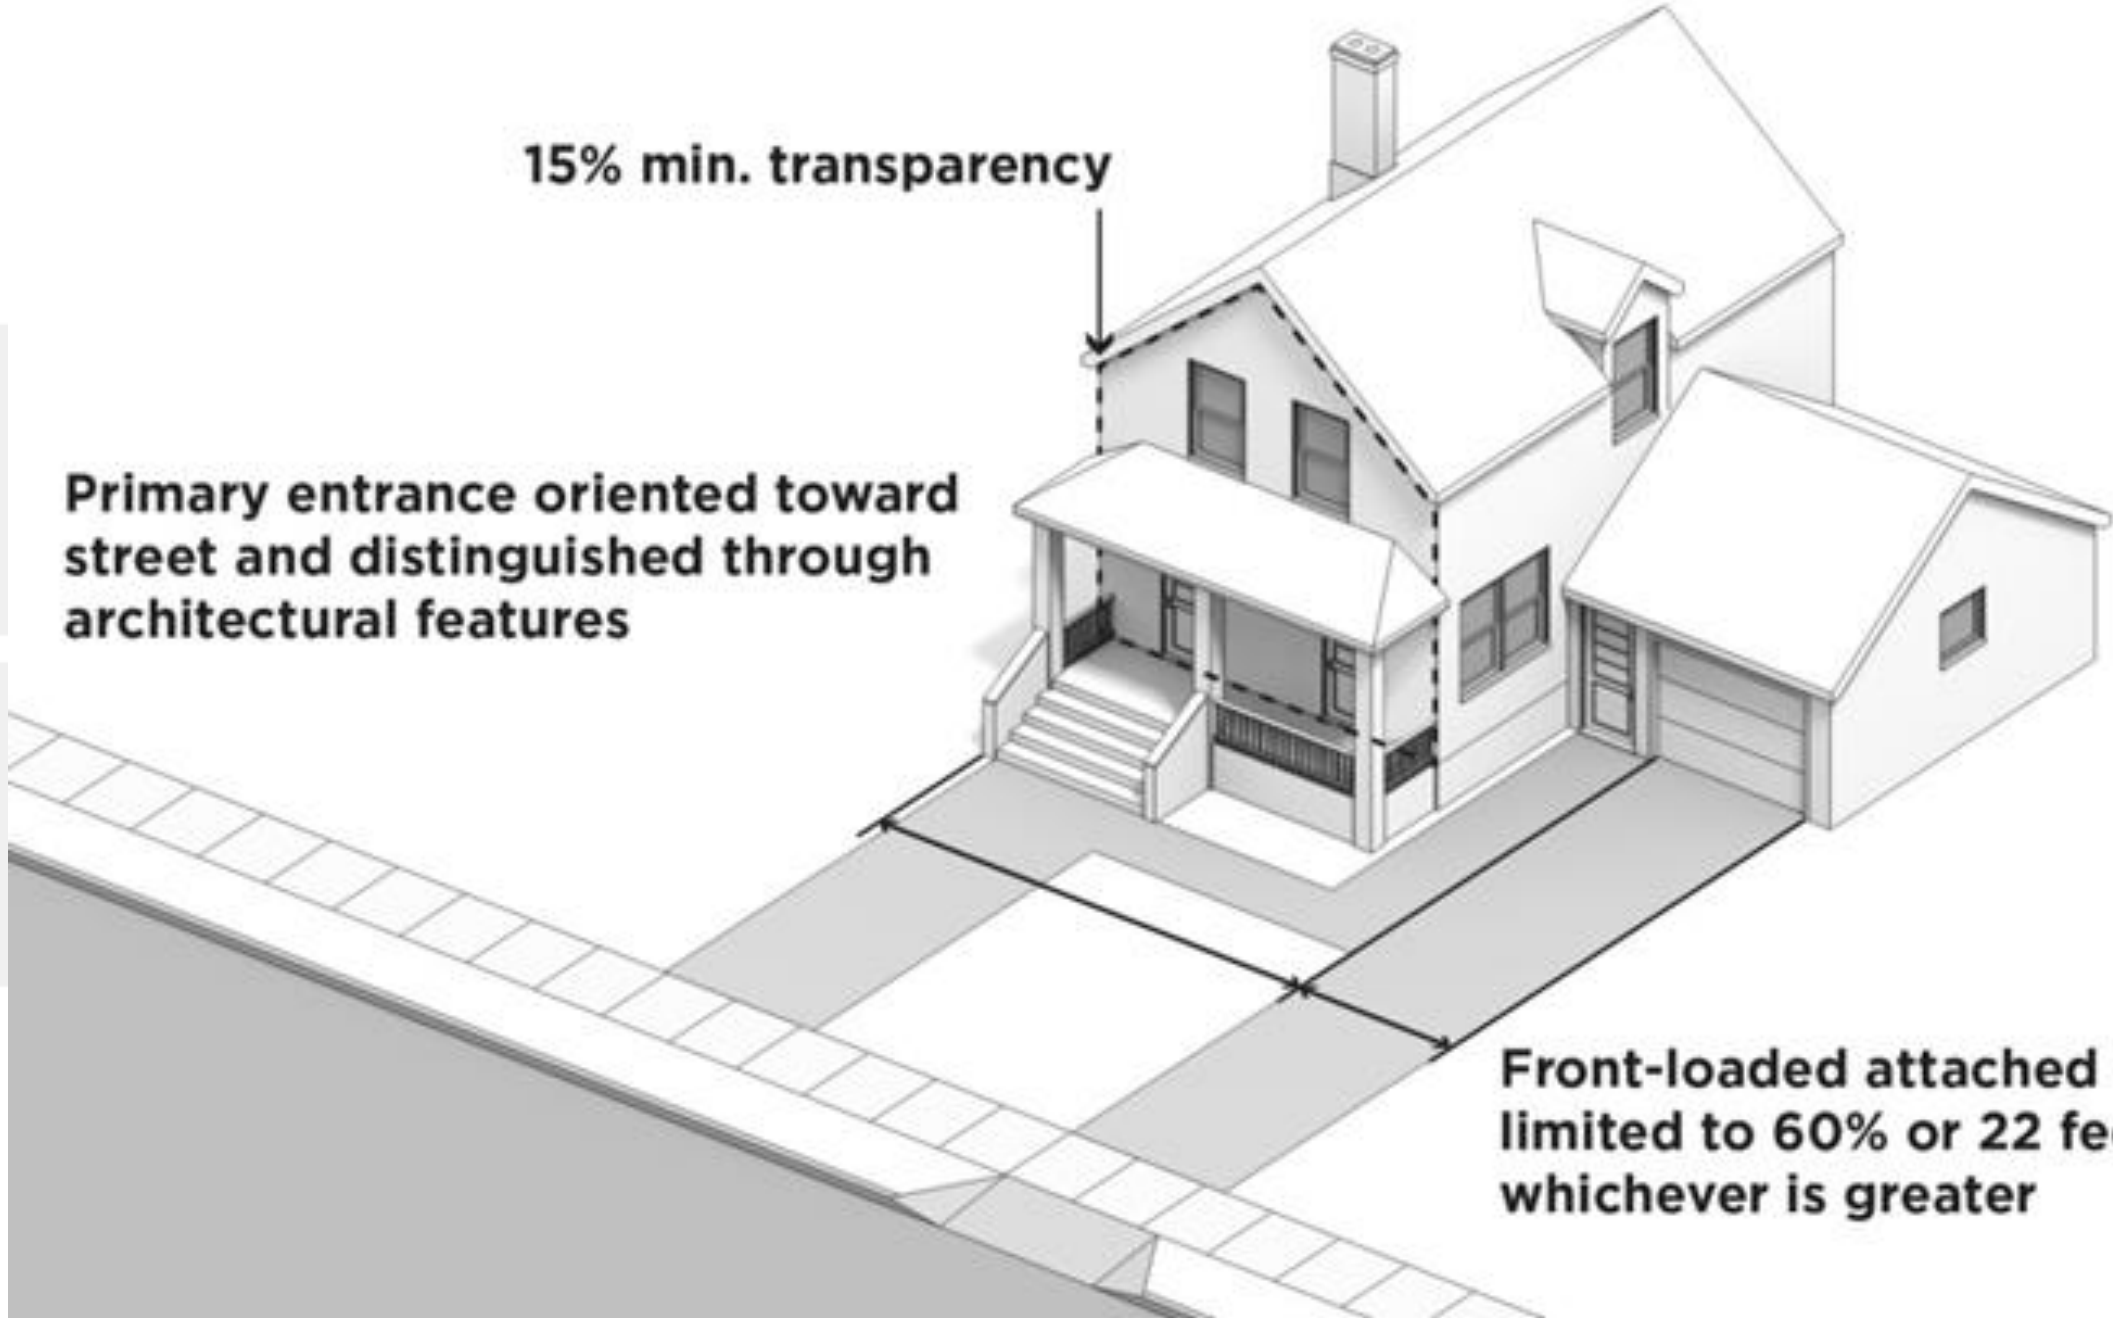 15% min. transparency
Primary entrance oriented toward
street and distinguished through
architectural features
Front-loaded attached
limited to 60% or 22
whichever is greater